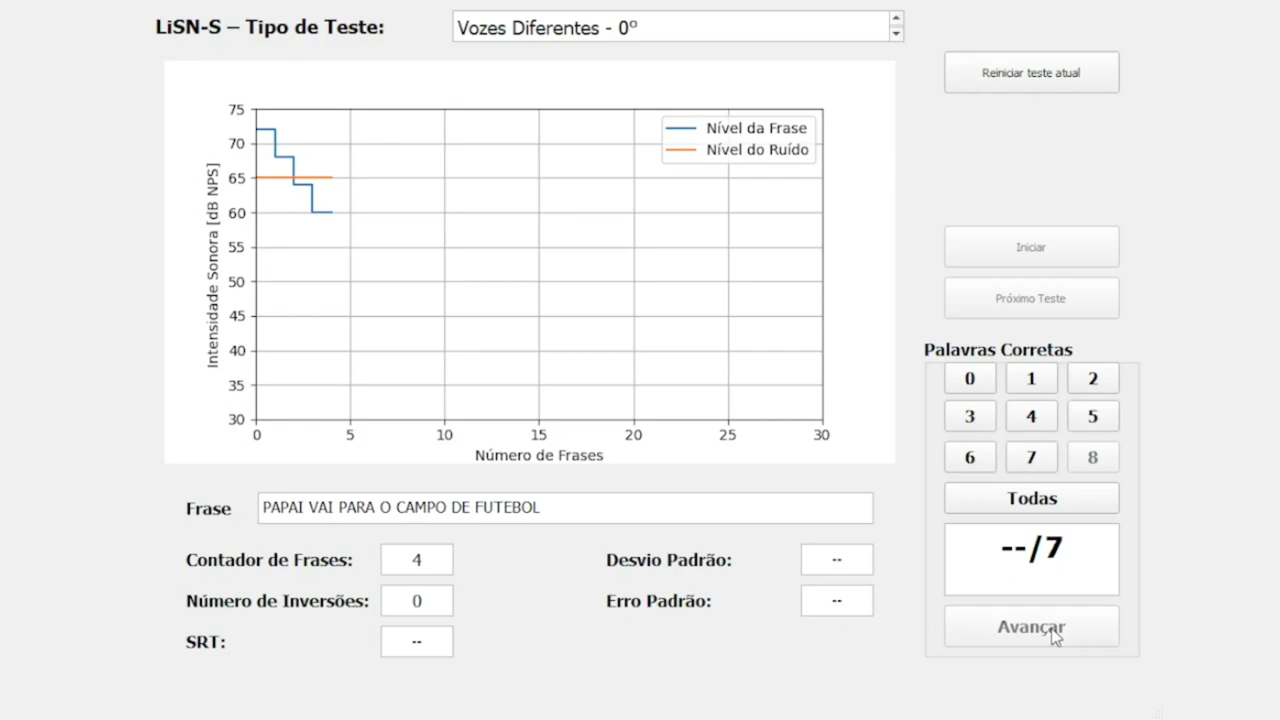 LiSN-S – Tipo de Teste:
Vozes Diferentes - 0º
Reiniciar teste atual
75
70
65
60
55
50
45
40
35
30
Intensidade Sonora [dB NPS]
Nível da Frase
Nível do Ruído
0 5 10 15 20 25 30
Número de Frases
Iniciar
Próximo Teste
Palavras Corretas
0 1 2
3 4 5
6 7 8
Todas
--/7
Avançar
Frase PAPAI VAI PARA O CAMPO DE FUTEBOL
Contador de Frases: 4
Número de Inversões: 0
SRT: --
Desvio Padrão: --
Erro Padrão: --